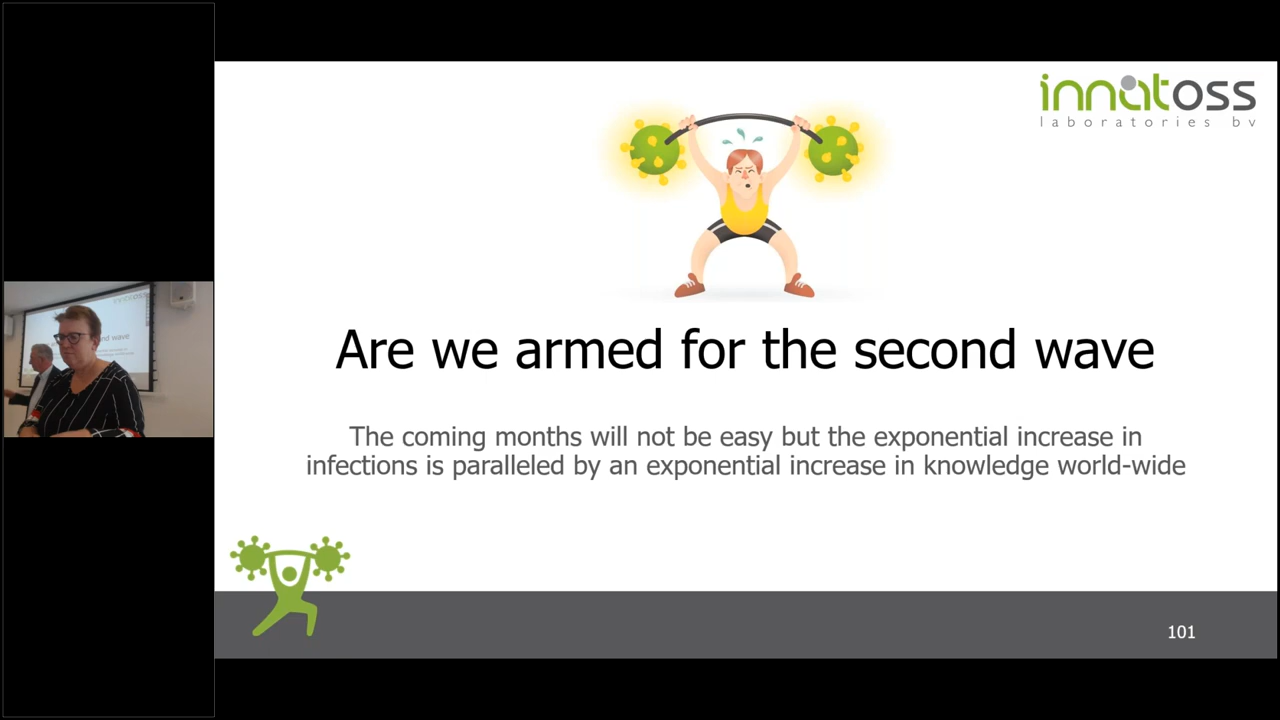 innatoss
laboratories bv
Are we armed for the second wave
The coming months will not be easy but the exponential increase in
infections is paralleled by an exponential increase in knowledge world-wide
101